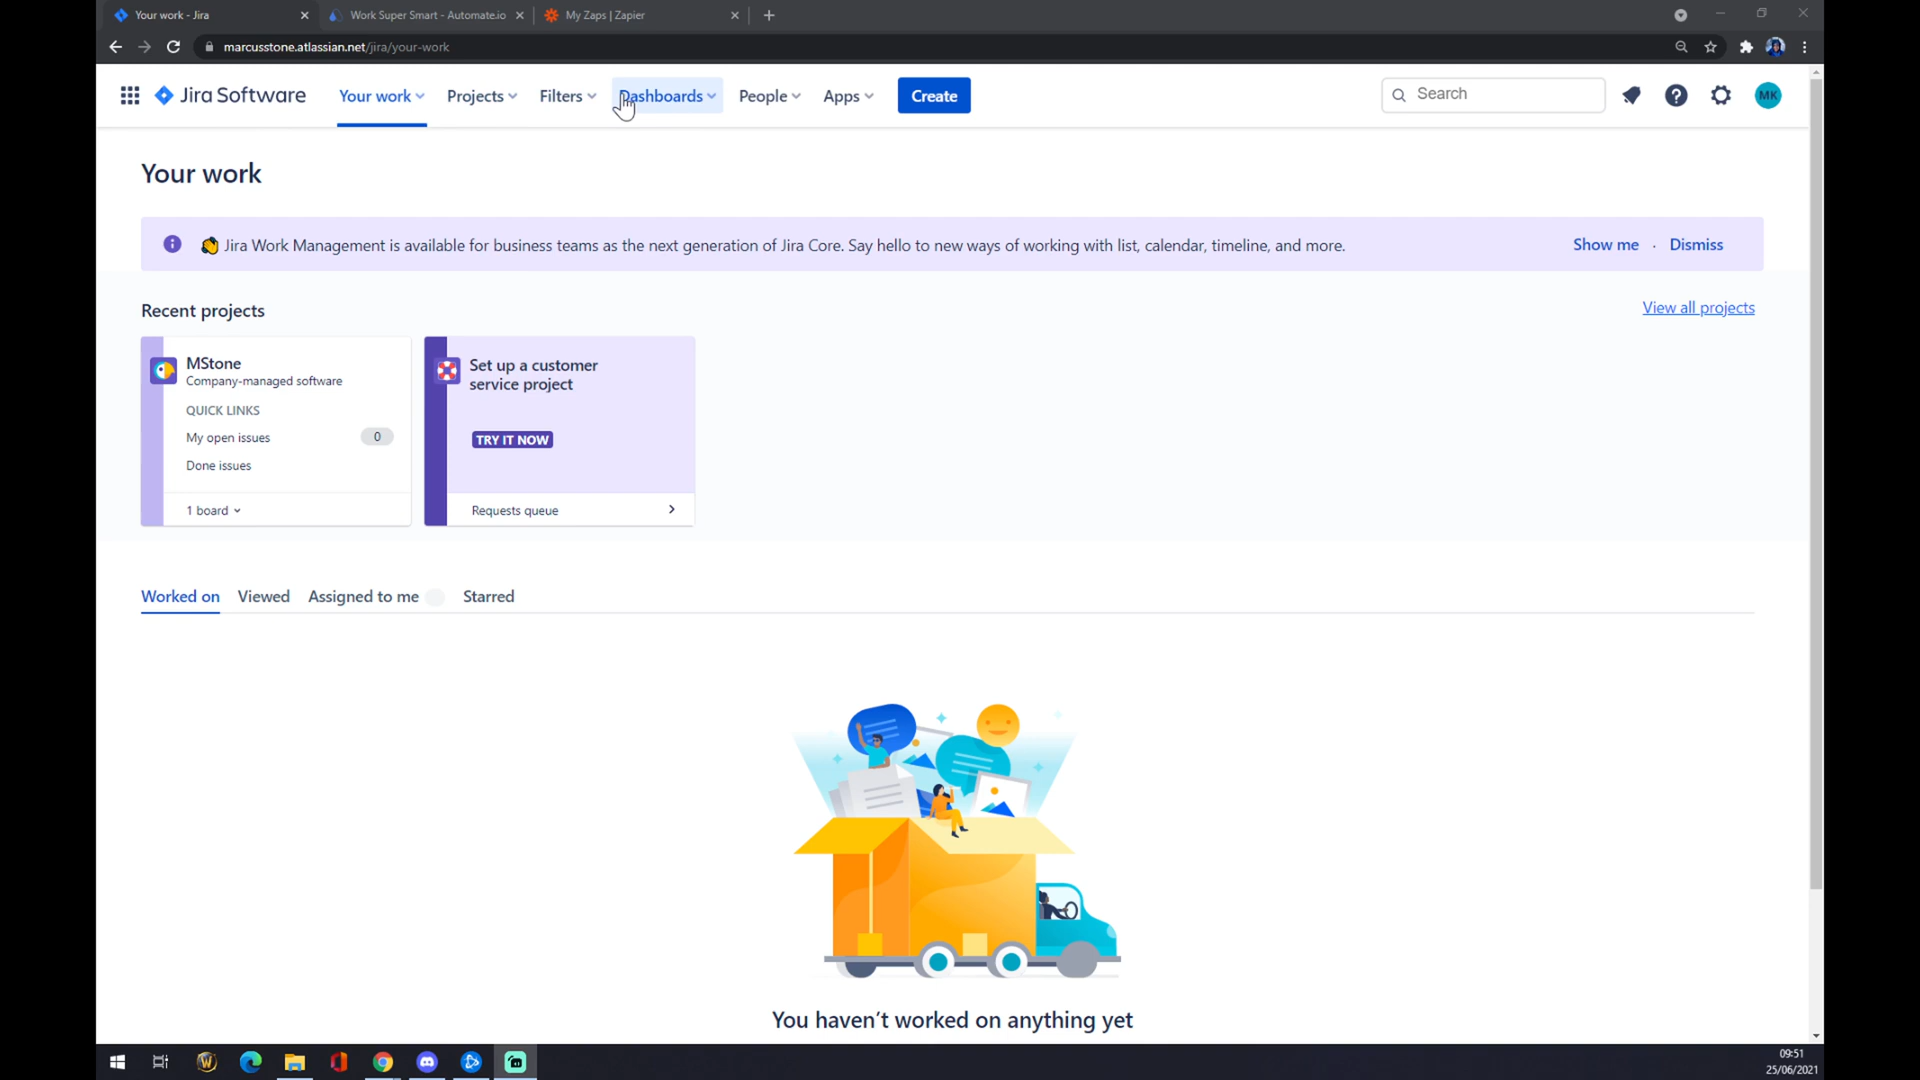 Your work - Jira
Work Super Smart - Automate.io
My Zaps | Zapier
marcusstone.atlassian.net/jira/your-work
Jira Software
Your work
Projects
Filters
Dashboards
People
Apps
Create
Search
MK
Your work
Jira Work Management is available for business teams as the next generation of Jira Core. Say hello to new ways of working with list, calendar, timeline, and more.
Show me · Dismiss
Recent projects
View all projects
MStone
Company-managed software
QUICK LINKS
My open issues
0
Done issues
1 board
Set up a customer
service project
TRY IT NOW
Requests queue
Worked on
Viewed
Assigned to me
Starred
You haven't worked on anything yet
09:51
25/06/2021